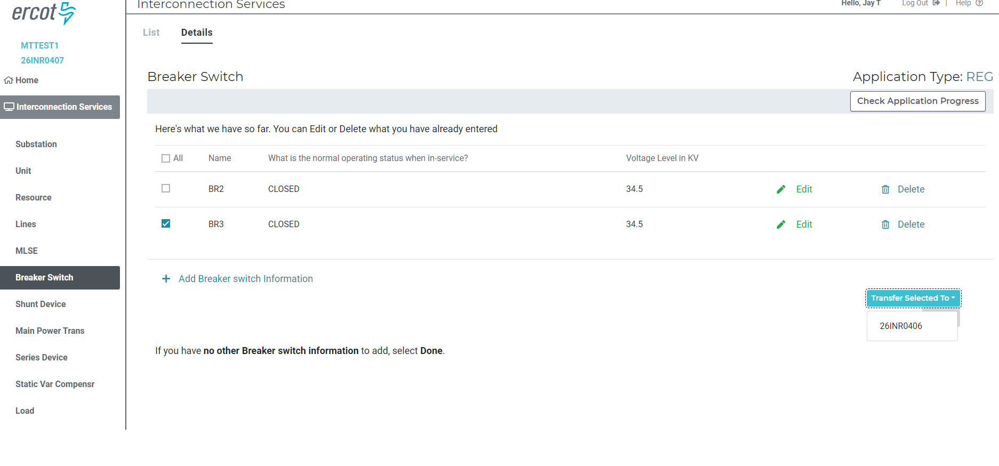 Interconnection Services
Hello, Jay T
Log Out |
Help
ercot
MTTEST1
26INR0407
Home
Interconnection Services
Substation
Unit
Resource
Lines
MLSE
Breaker Switch
Shunt Device
Main Power Trans
Series Device
Static Var Compensr
Load
List
Details
Breaker Switch
Application Type: REG
Check Application Progress
Here's what we have so far. You can Edit or Delete what you have already entered
All Name What is the normal operating status when in-service? Voltage Level in KV
BR2 CLOSED 34.5 Edit Delete
BR3 CLOSED 34.5 Edit Delete
+ Add Breaker switch Information
Transfer Selected To
26INR0406
If you have no other Breaker switch information to add, select Done.